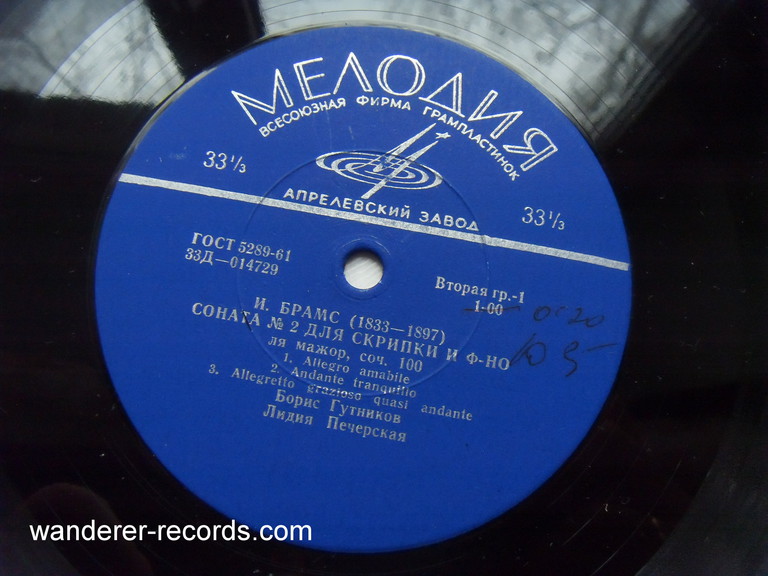 МЕЛОДИЯ
ВСЕСОЮЗНАЯ ФИРМА ГРАМПЛАСТИНОК
33⅓
АПРЕЛЕВСКИЙ ЗАВОД
33⅓
ГОСТ 5289-61
33Д—014729
Вторая гр.-1
1-00
И. БРАМС (1833—1897)
СОНАТА № 2 ДЛЯ СКРИПКИ И Ф-НО
ля мажор, соч. 100
1. Allegro amabile
2. Andante tranquillo
3. Allegretto grazioso quasi andante
Борис Гутников
Лидия Печерская
wanderer-records.com